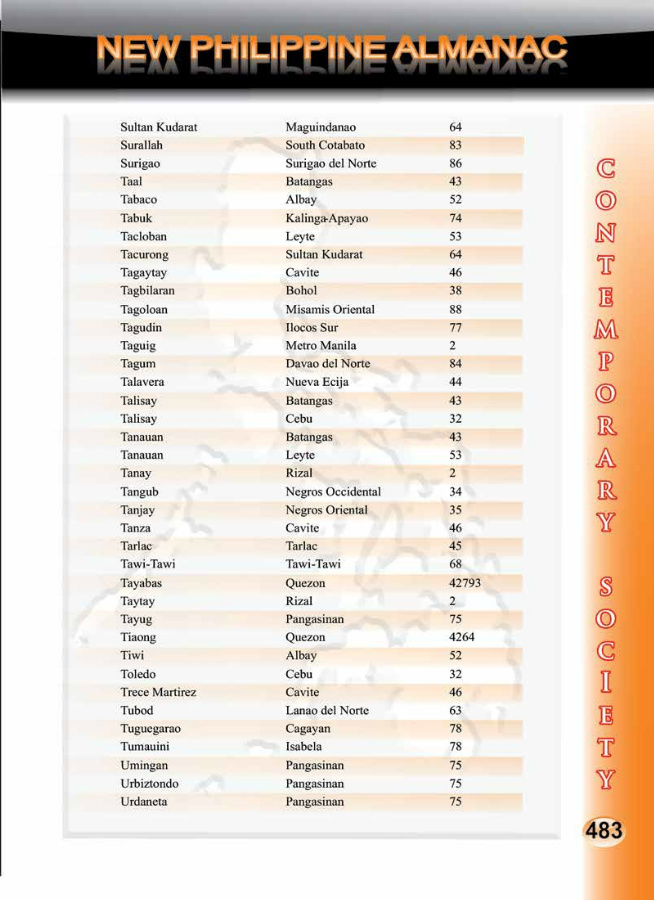 NEW PHILIPPINE ALMANAC
Sultan Kudarat Maguindanao 64
Surallah South Cotabato 83
Surigao Surigao del Norte 86
Taal Batangas 43
Tabaco Albay 52
Tabuk Kalinga-Apayao 74
Tacloban Leyte 53
Tacurong Sultan Kudarat 64
Tagaytay Cavite 46
Tagbilaran Bohol 38
Tagoloan Misamis Oriental 88
Tagudin Ilocos Sur 77
Taguig Metro Manila 2
Tagum Davao del Norte 84
Talavera Nueva Ecija 44
Talisay Batangas 43
Talisay Cebu 32
Tanauan Batangas 43
Tanauan Leyte 53
Tanay Rizal 2
Tangub Negros Occidental 34
Tanjay Negros Oriental 35
Tanza Cavite 46
Tarlac Tarlac 45
Tawi-Tawi Tawi-Tawi 68
Tayabas Quezon 42793
Taytay Rizal 2
Tayug Pangasinan 75
Tiaong Quezon 4264
Tiwi Albay 52
Toledo Cebu 32
Trece Martirez Cavite 46
Tubod Lanao del Norte 63
Tuguegarao Cagayan 78
Tumauini Isabela 78
Umingan Pangasinan 75
Urbiztondo Pangasinan 75
Urdaneta Pangasinan 75
CONTEMPORARY SOCIETY
483